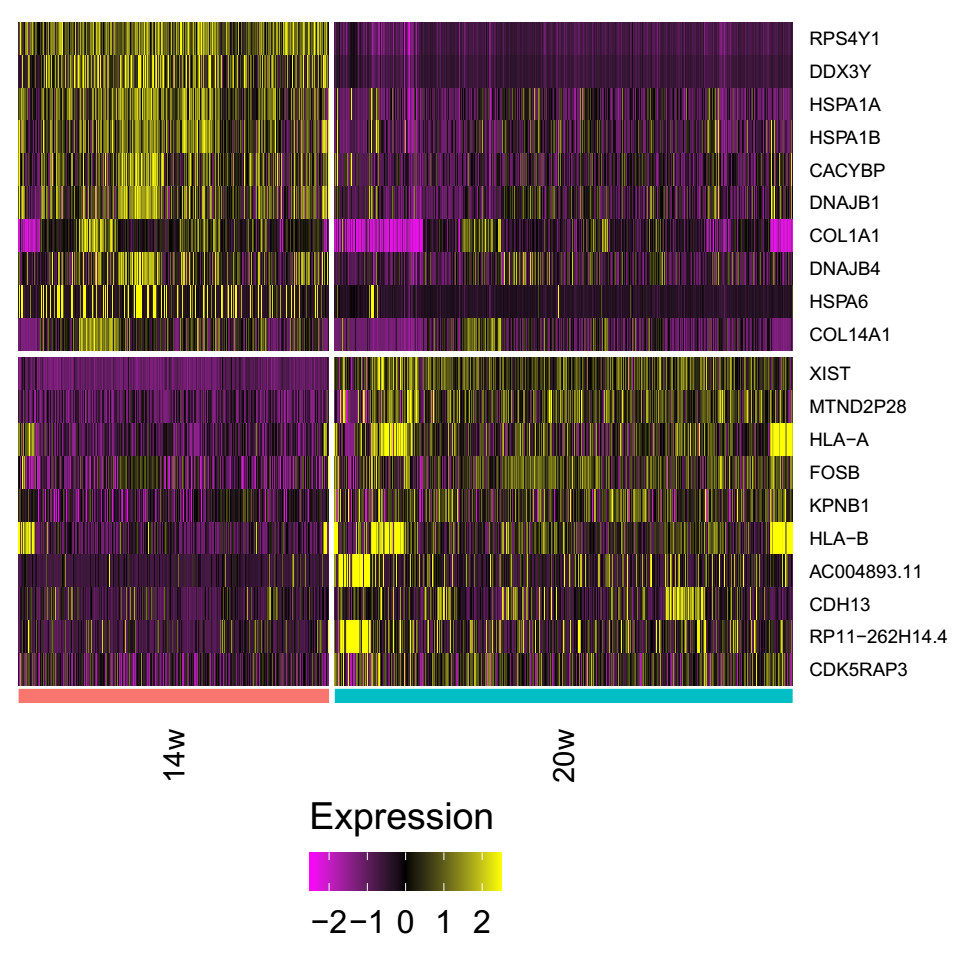 RPS4Y1
DDX3Y
HSPA1A
HSPA1B
CACYBP
DNAJB1
COL1A1
DNAJB4
HSPA6
COL14A1
XIST
MTND2P28
HLA−A
FOSB
KPNB1
HLA−B
AC004893.11
CDH13
RP11−262H14.4
CDK5RAP3
14w 20w
Expression
−2 −1 0 1 2